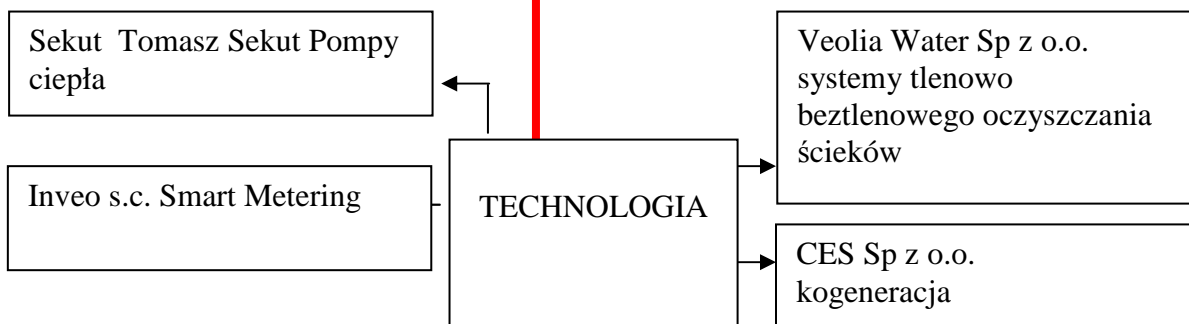 Sekut Tomasz Sekut Pompy
ciepła
Inveo s.c. Smart Metering
TECHNOLOGIA
Veolia Water Sp z o.o.
systemy tlenowo
beztlenowego oczyszczania
ścieków
CES Sp z o.o.
kogeneracja